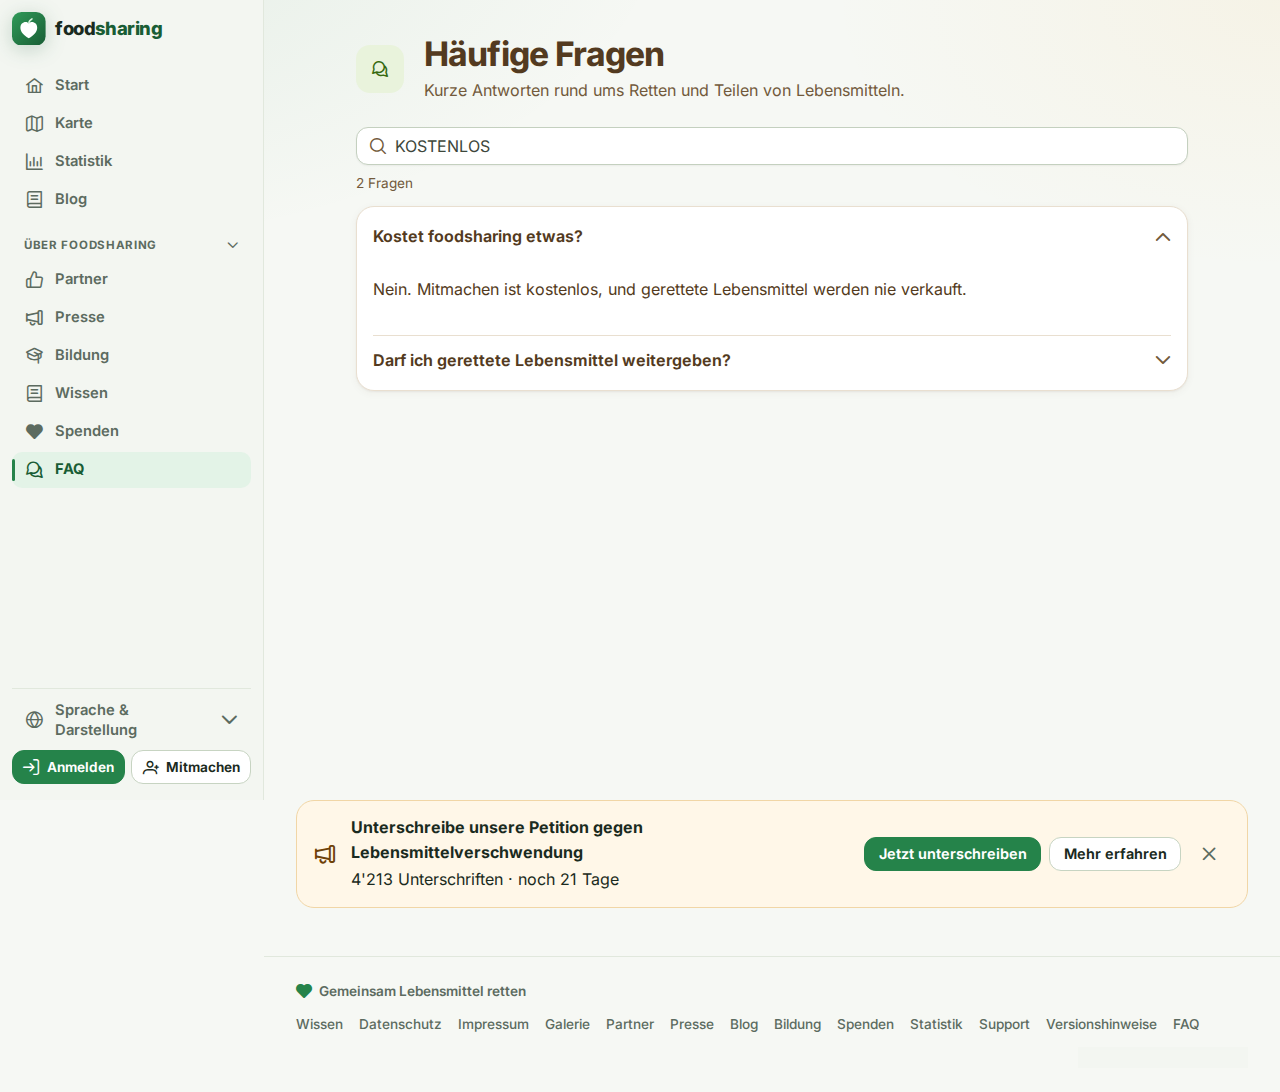 foodsharing
Start
Karte
Statistik
Blog
ÜBER FOODSHARING
Partner
Presse
Bildung
Wissen
Spenden
FAQ
Sprache &
Darstellung
Anmelden
Mitmachen
Häufige Fragen
Kurze Antworten rund ums Retten und Teilen von Lebensmitteln.
KOSTENLOS
2 Fragen
Kostet foodsharing etwas?
Nein. Mitmachen ist kostenlos, und gerettete Lebensmittel werden nie verkauft.
Darf ich gerettete Lebensmittel weitergeben?
Unterschreibe unsere Petition gegen
Lebensmittelverschwendung
4'213 Unterschriften · noch 21 Tage
Jetzt unterschreiben
Mehr erfahren
Gemeinsam Lebensmittel retten
Wissen Datenschutz Impressum Galerie Partner Presse Blog Bildung Spenden Statistik Support Versionshinweise FAQ